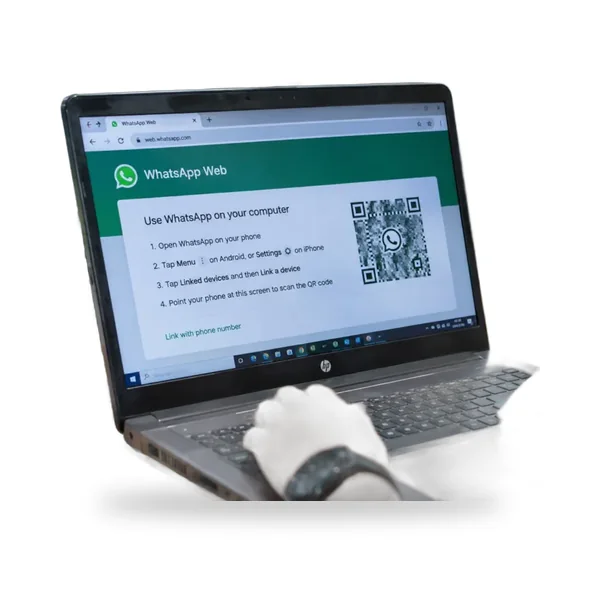 WhatsApp Web
web.whatsapp.com
WhatsApp Web
Use WhatsApp on your computer
1. Open WhatsApp on your phone
2. Tap Menu on Android, or Settings on iPhone
3. Tap Linked devices and then Link a device
4. Point your phone at this screen to scan the QR code
Link with phone number
hp